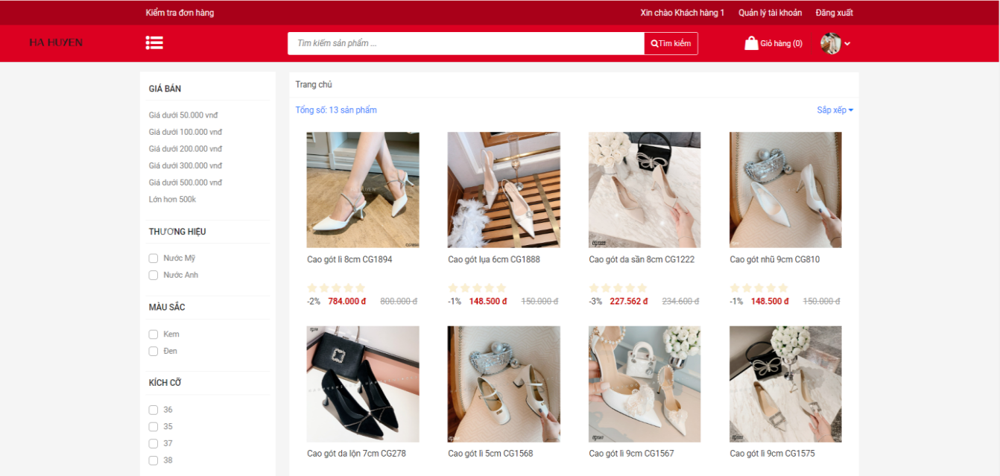 Kiểm tra đơn hàng
Xin chào Khách hàng 1 Quản lý tài khoản Đăng xuất
HA HUYEN
Tìm kiếm sản phẩm ...
Tìm kiếm
Giỏ hàng (0)
GIÁ BÁN
Giá dưới 50.000 vnđ
Giá dưới 100.000 vnđ
Giá dưới 200.000 vnđ
Giá dưới 300.000 vnđ
Giá dưới 500.000 vnđ
Lớn hơn 500k
THƯƠNG HIỆU
Nước Mỹ
Nước Anh
MÀU SẮC
Kem
Đen
KÍCH CỠ
36
35
37
38
Trang chủ
Tổng số: 13 sản phẩm
Sắp xếp
CG1894
Cao gót lì 8cm CG1894
-2% 784.000 đ 800.000 đ
Cao gót lụa 6cm CG1888
-1% 148.500 đ 150.000 đ
Cao gót da sần 8cm CG1222
-3% 227.562 đ 234.600 đ
Cao gót nhũ 9cm CG810
-1% 148.500 đ 150.000 đ
Cao gót da lộn 7cm CG278
Cao gót lì 5cm CG1568
Cao gót lì 9cm CG1567
Cao gót lì 9cm CG1575